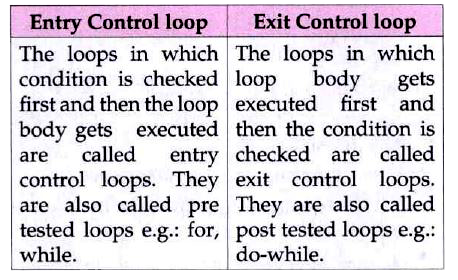 Entry Control loop
The loops in which
condition is checked
first and then the loop
body gets executed
are called entry
control loops. They
are also called pre
tested loops e.g.: for,
while.
Exit Control loop
The loops in which
loop body gets
executed first and
then the condition is
checked are called
exit control loops.
They are also called
post tested loops e.g.:
do-while.